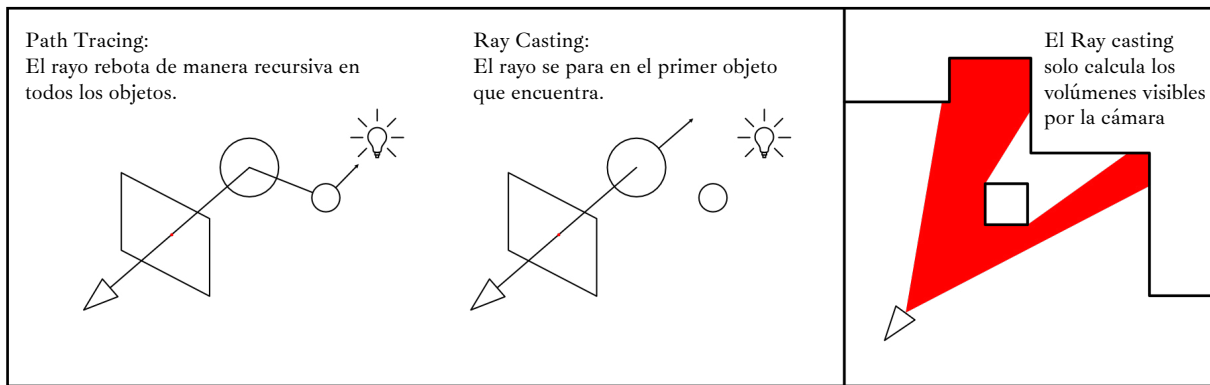 Path Tracing:
El rayo rebota de manera recursiva en
todos los objetos.
Ray Casting:
El rayo se para en el primer objeto
que encuentra.
El Ray casting
solo calcula los
volúmenes visibles
por la cámara